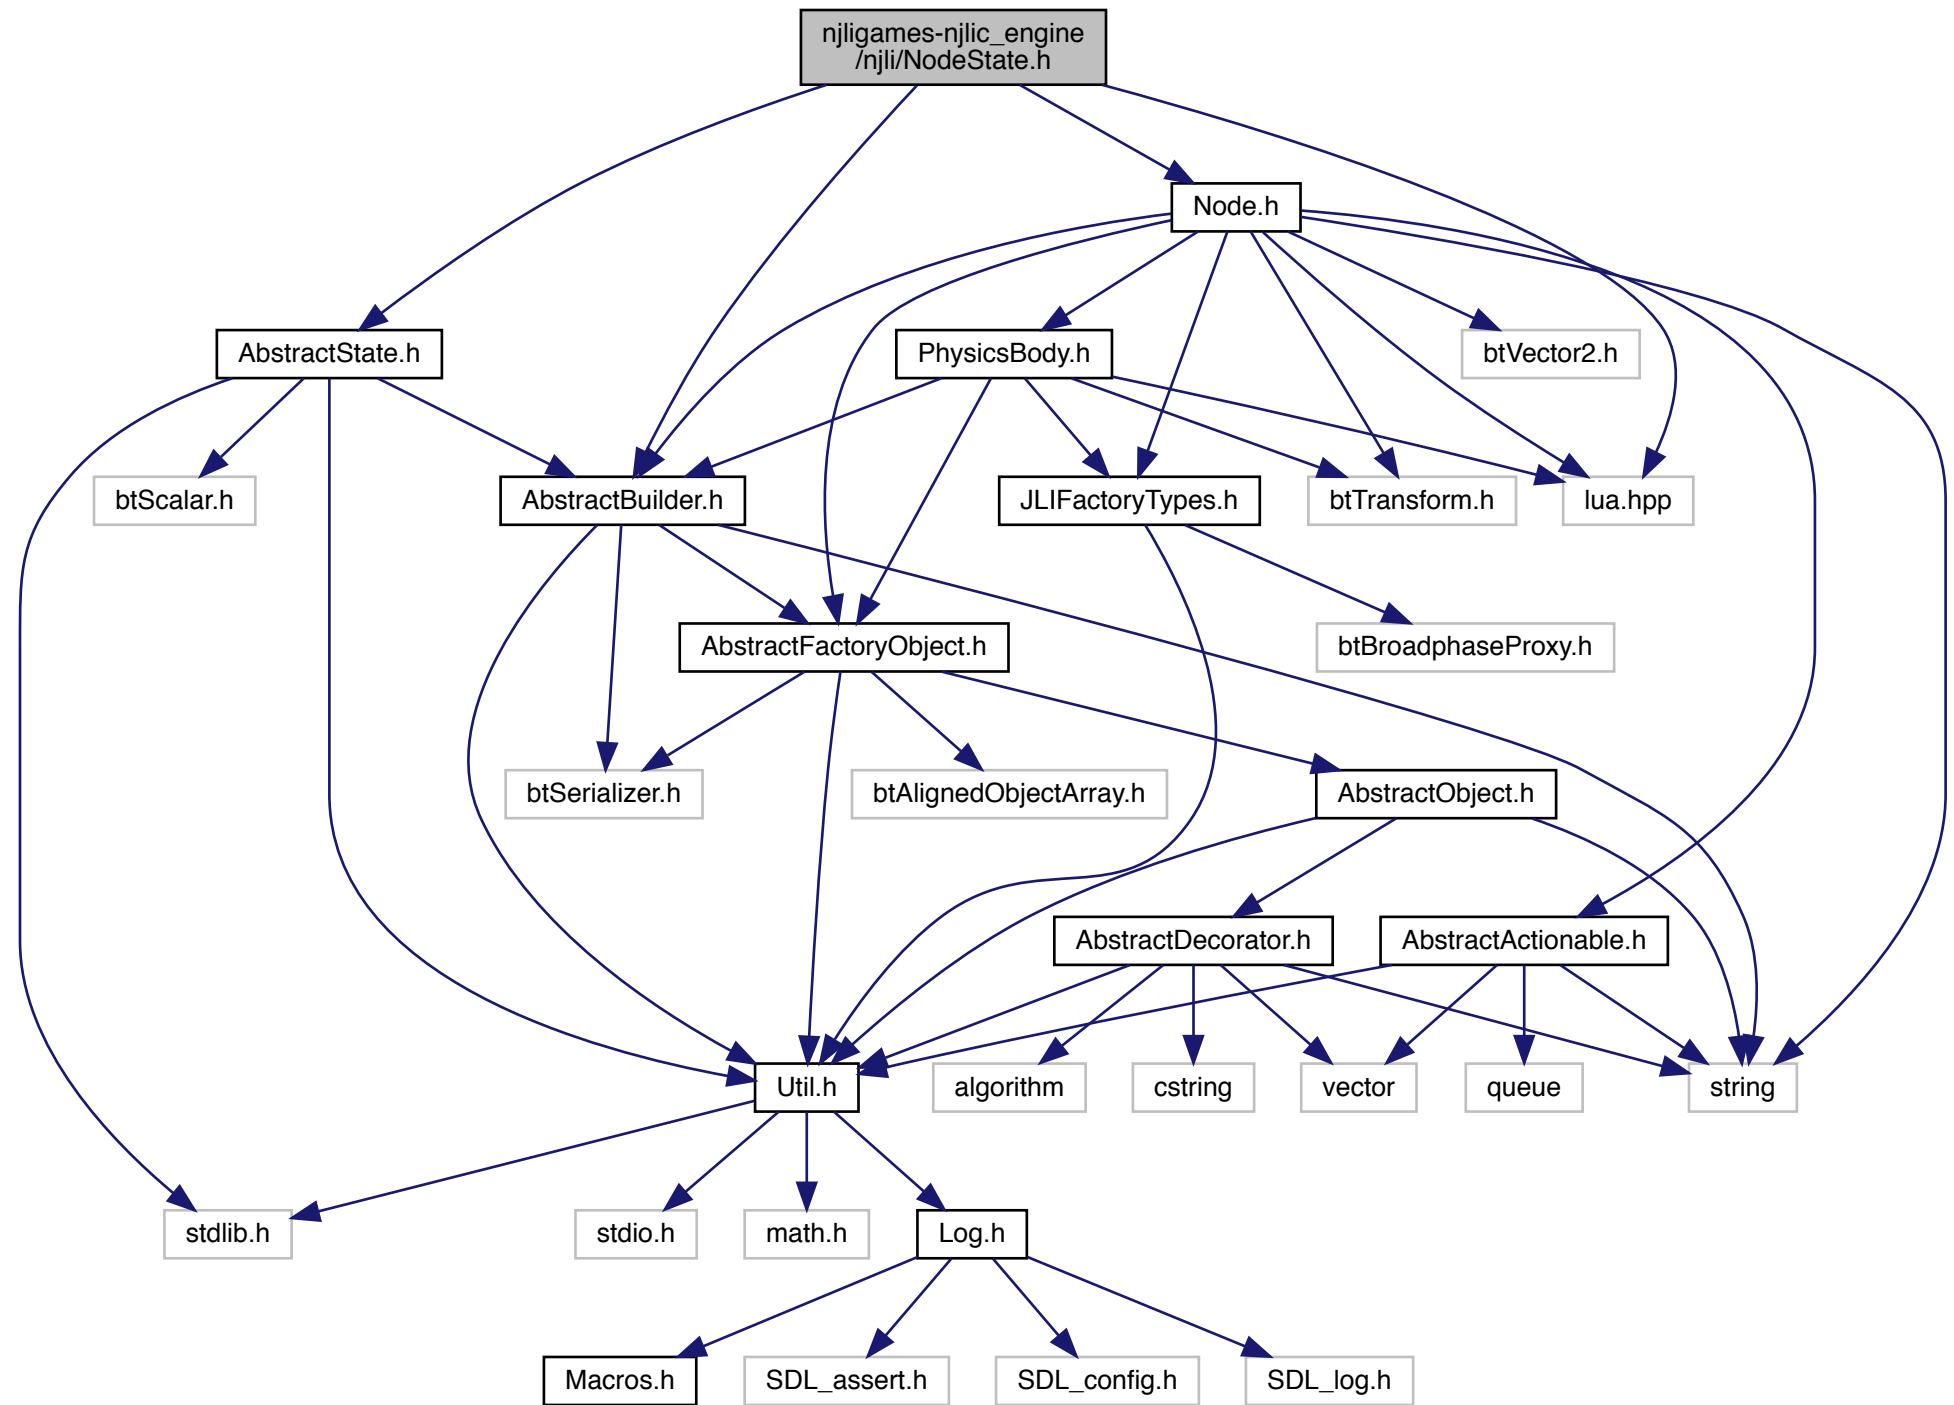 njligames-njlic_engine
/njli/NodeState.h
Node.h
AbstractState.h
PhysicsBody.h
btVector2.h
btScalar.h
AbstractBuilder.h
JLIFactoryTypes.h
btTransform.h
lua.hpp
AbstractFactoryObject.h
btBroadphaseProxy.h
btSerializer.h
btAlignedObjectArray.h
AbstractObject.h
AbstractDecorator.h
AbstractActionable.h
Util.h
algorithm
cstring
vector
queue
string
stdlib.h
stdio.h
math.h
Log.h
Macros.h
SDL_assert.h
SDL_config.h
SDL_log.h